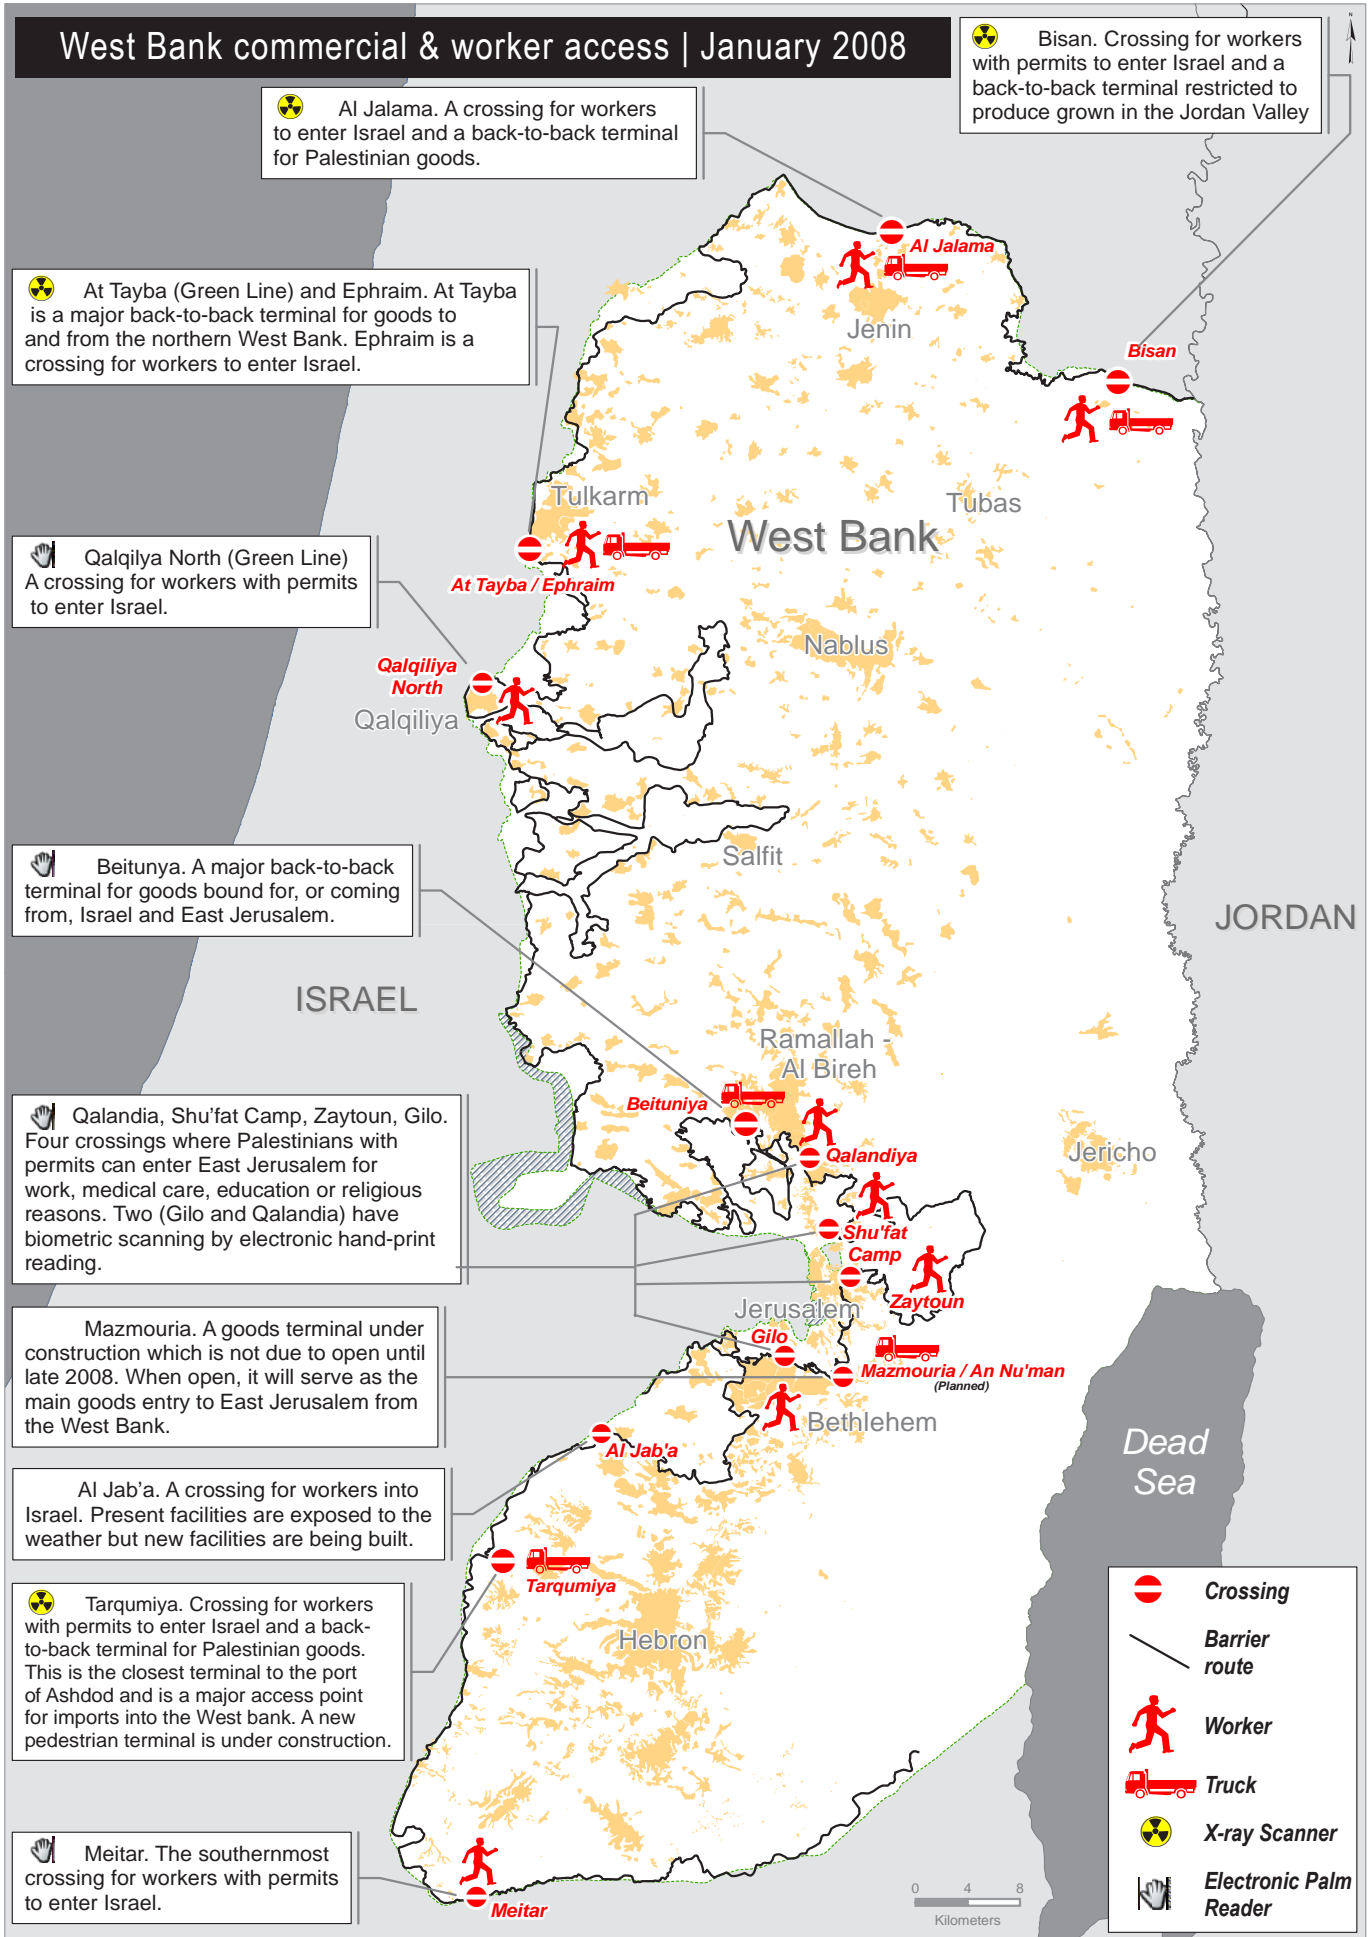 West Bank commercial & worker access | January 2008
N
Bisan. Crossing for workers
with permits to enter Israel and a
back-to-back terminal restricted to
produce grown in the Jordan Valley
Al Jalama. A crossing for workers
to enter Israel and a back-to-back terminal
for Palestinian goods.
Al Jalama
Jenin
At Tayba (Green Line) and Ephraim. At Tayba
is a major back-to-back terminal for goods to
and from the northern West Bank. Ephraim is a
crossing for workers to enter Israel.
Bisan
Tulkarm
Tubas
West Bank
At Tayba / Ephraim
Qalqilya North (Green Line)
A crossing for workers with permits
to enter Israel.
Nablus
Qalqiliya
North
Qalqiliya
Salfit
Beitunya. A major back-to-back
terminal for goods bound for, or coming
from, Israel and East Jerusalem.
JORDAN
ISRAEL
Ramallah -
Al Bireh
Beituniya
Qalandiya
Jericho
Qalandia, Shu'fat Camp, Zaytoun, Gilo.
Four crossings where Palestinians with
permits can enter East Jerusalem for
work, medical care, education or religious
reasons. Two (Gilo and Qalandia) have
biometric scanning by electronic hand-print
reading.
Shu'fat
Camp
Zaytoun
Jerusalem
Gilo
Mazmouria / An Nu'man
(Planned)
Mazmouria. A goods terminal under
construction which is not due to open until
late 2008. When open, it will serve as the
main goods entry to East Jerusalem from
the West Bank.
Bethlehem
Al Jab'a
Dead
Sea
Al Jab'a. A crossing for workers into
Israel. Present facilities are exposed to the
weather but new facilities are being built.
Tarqumiya
Tarqumiya. Crossing for workers
with permits to enter Israel and a back-
to-back terminal for Palestinian goods.
This is the closest terminal to the port
of Ashdod and is a major access point
for imports into the West bank. A new
pedestrian terminal is under construction.
Hebron
Meitar. The southernmost
crossing for workers with permits
to enter Israel.
Meitar
0 4 8
Kilometers
Crossing
Barrier
route
Worker
Truck
X-ray Scanner
Electronic Palm
Reader